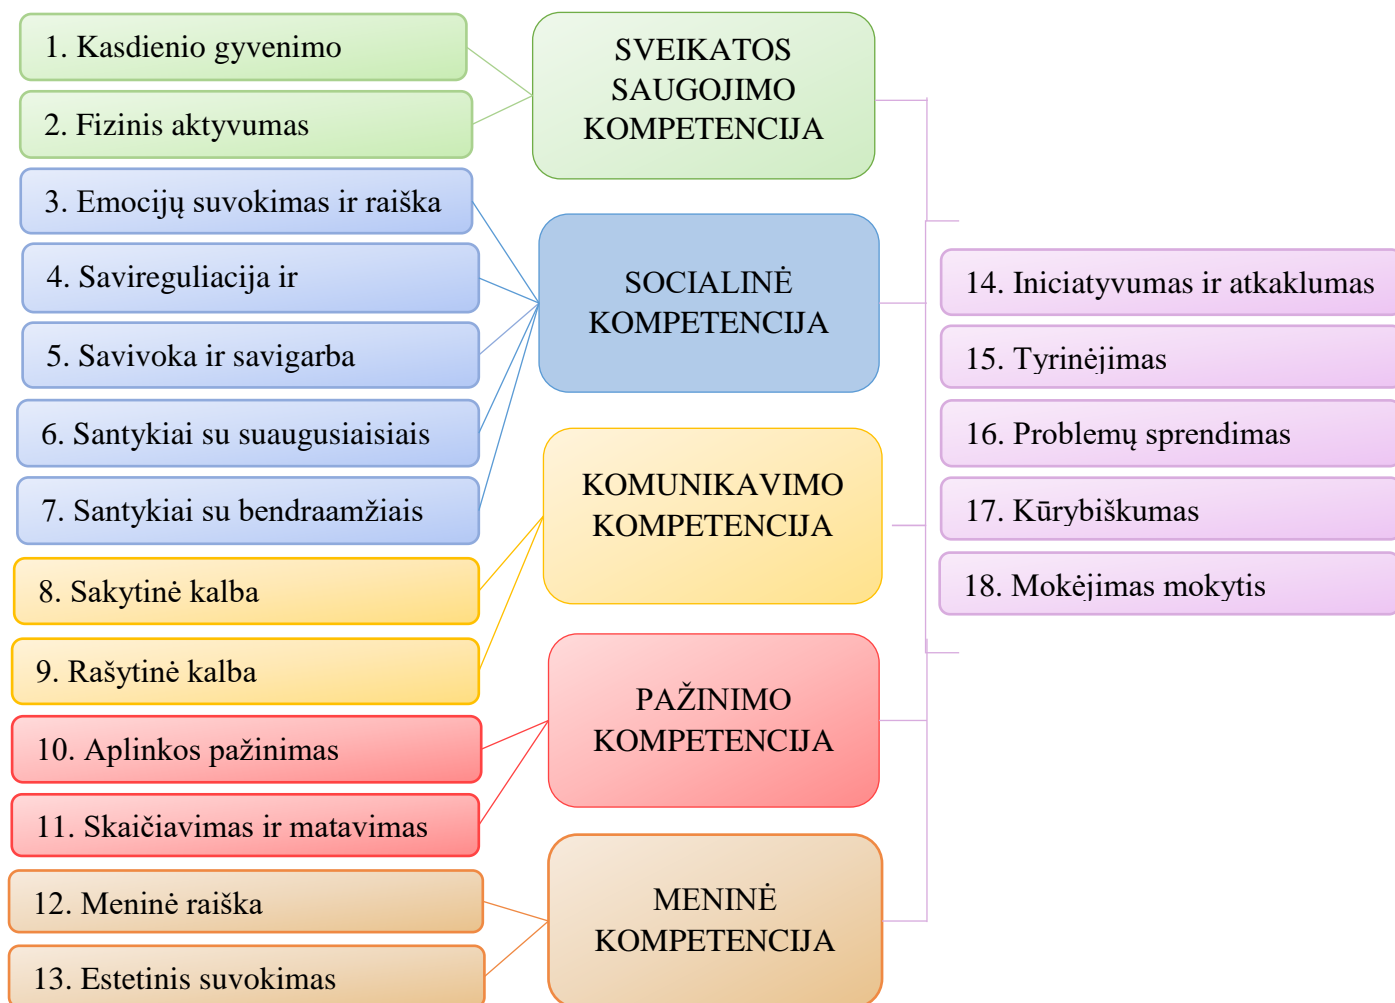 1. Kasdienio gyvenimo
2. Fizinis aktyvumas
3. Emocijų suvokimas ir raiška
4. Savireguliacija ir
5. Savivoka ir savigarba
6. Santykiai su suaugusiaisiais
7. Santykiai su bendraamžiais
8. Sakytinė kalba
9. Rašytinė kalba
10. Aplinkos pažinimas
11. Skaičiavimas ir matavimas
12. Meninė raiška
13. Estetinis suvokimas
SVEIKATOS
SAUGOJIMO
KOMPETENCIJA
SOCIALINĖ
KOMPETENCIJA
KOMUNIKAVIMO
KOMPETENCIJA
PAŽINIMO
KOMPETENCIJA
MENINĖ
KOMPETENCIJA
14. Iniciatyvumas ir atkaklumas
15. Tyrinėjimas
16. Problemų sprendimas
17. Kūrybiškumas
18. Mokėjimas mokytis